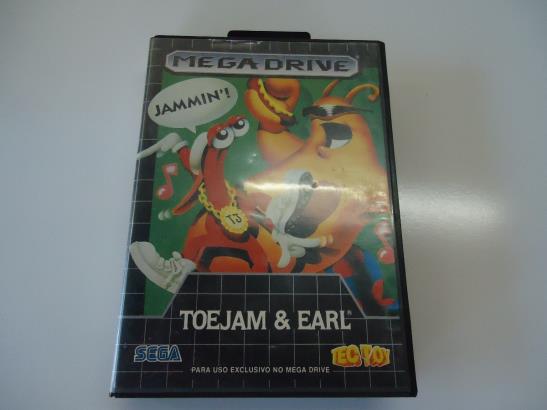 MEGA DRIVE
JAMMIN'!
TJ
TOEJAM & EARL
SEGA
TEC TOY
PARA USO EXCLUSIVO NO MEGA DRIVE